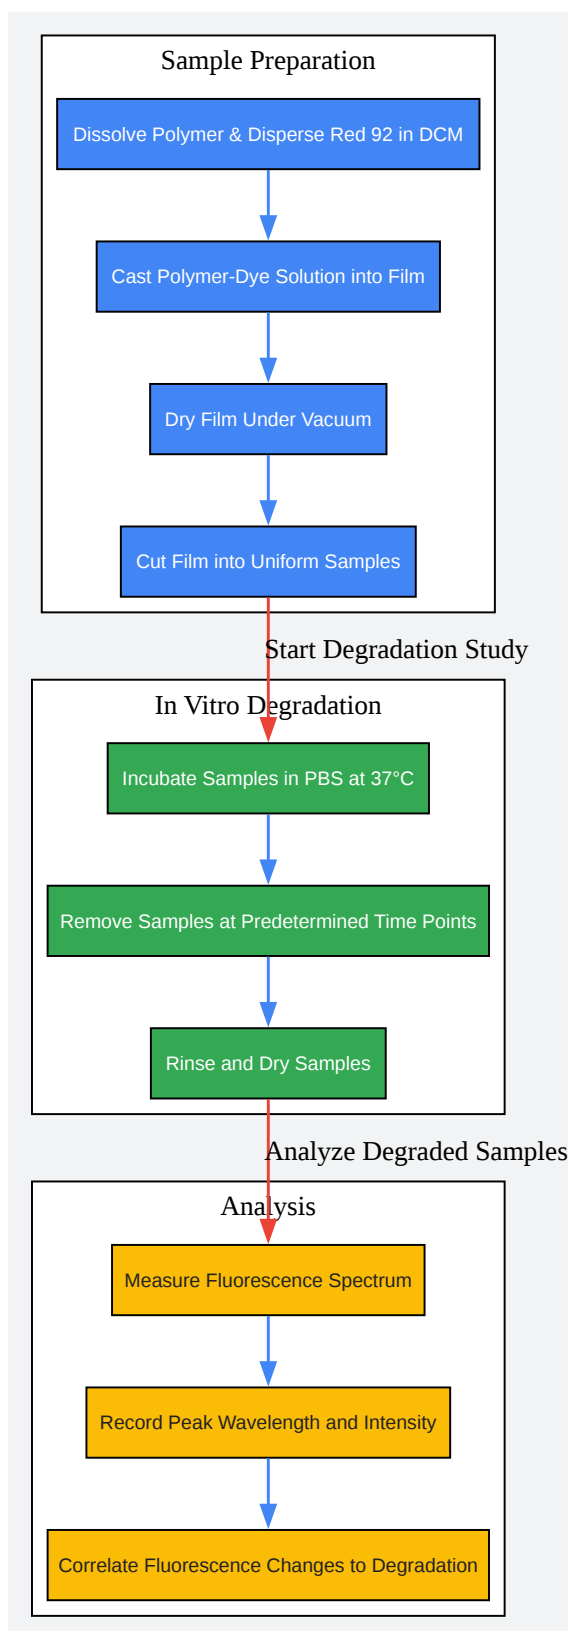 Sample Preparation
Dissolve Polymer & Disperse Red 92 in DCM
Cast Polymer-Dye Solution into Film
Dry Film Under Vacuum
Cut Film into Uniform Samples
Start Degradation Study
In Vitro Degradation
Incubate Samples in PBS at 37°C
Remove Samples at Predetermined Time Points
Rinse and Dry Samples
Analyze Degraded Samples
Analysis
Measure Fluorescence Spectrum
Record Peak Wavelength and Intensity
Correlate Fluorescence Changes to Degradation